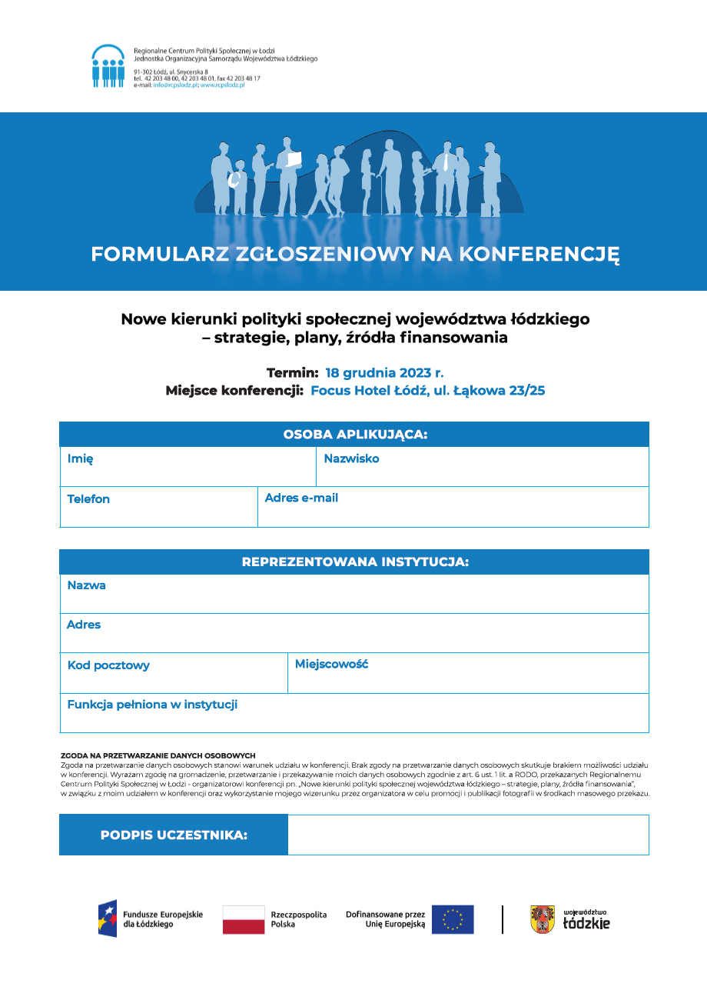 Regionalne Centrum Polityki Społecznej w Łodzi
Jednostka Organizacyjna Samorządu Województwa Łódzkiego
91-302 Łódź, ul. Snycerska 8
tel. 42 203 48 00, 42 203 48 01, fax 42 203 48 17
e-mail: info@rcpslodz.pl; www.rcpslodz.pl
FORMULARZ ZGŁOSZENIOWY NA KONFERENCJĘ
Nowe kierunki polityki społecznej województwa łódzkiego
– strategie, plany, źródła finansowania
Termin: 18 grudnia 2023 r.
Miejsce konferencji: Focus Hotel Łódź, ul. Łąkowa 23/25
OSOBA APLIKUJĄCA:
Imię Nazwisko
Telefon Adres e-mail
REPREZENTOWANA INSTYTUCJA:
Nazwa
Adres
Kod pocztowy Miejscowość
Funkcja pełniona w instytucji
ZGODA NA PRZETWARZANIE DANYCH OSOBOWYCH
Zgoda na przetwarzanie danych osobowych stanowi warunek udziału w konferencji. Brak zgody na przetwarzanie danych osobowych skutkuje brakiem możliwości udziału
w konferencji. Wyrażam zgodę na gromadzenie, przetwarzanie i przekazywanie moich danych osobowych zgodnie z art. 6 ust. 1 lit. a RODO, przekazanych Regionalnemu
Centrum Polityki Społecznej w Łodzi - organizatorowi konferencji pn. „Nowe kierunki polityki społecznej województwa łódzkiego – strategie, plany, źródła finansowania”,
w związku z moim udziałem w konferencji oraz wykorzystanie mojego wizerunku przez organizatora w celu promocji i publikacji fotografii w środkach masowego przekazu.
PODPIS UCZESTNIKA:
Fundusze Europejskie
dla Łódzkiego
Rzeczpospolita
Polska
Dofinansowane przez
Unię Europejską
województwo
łódzkie